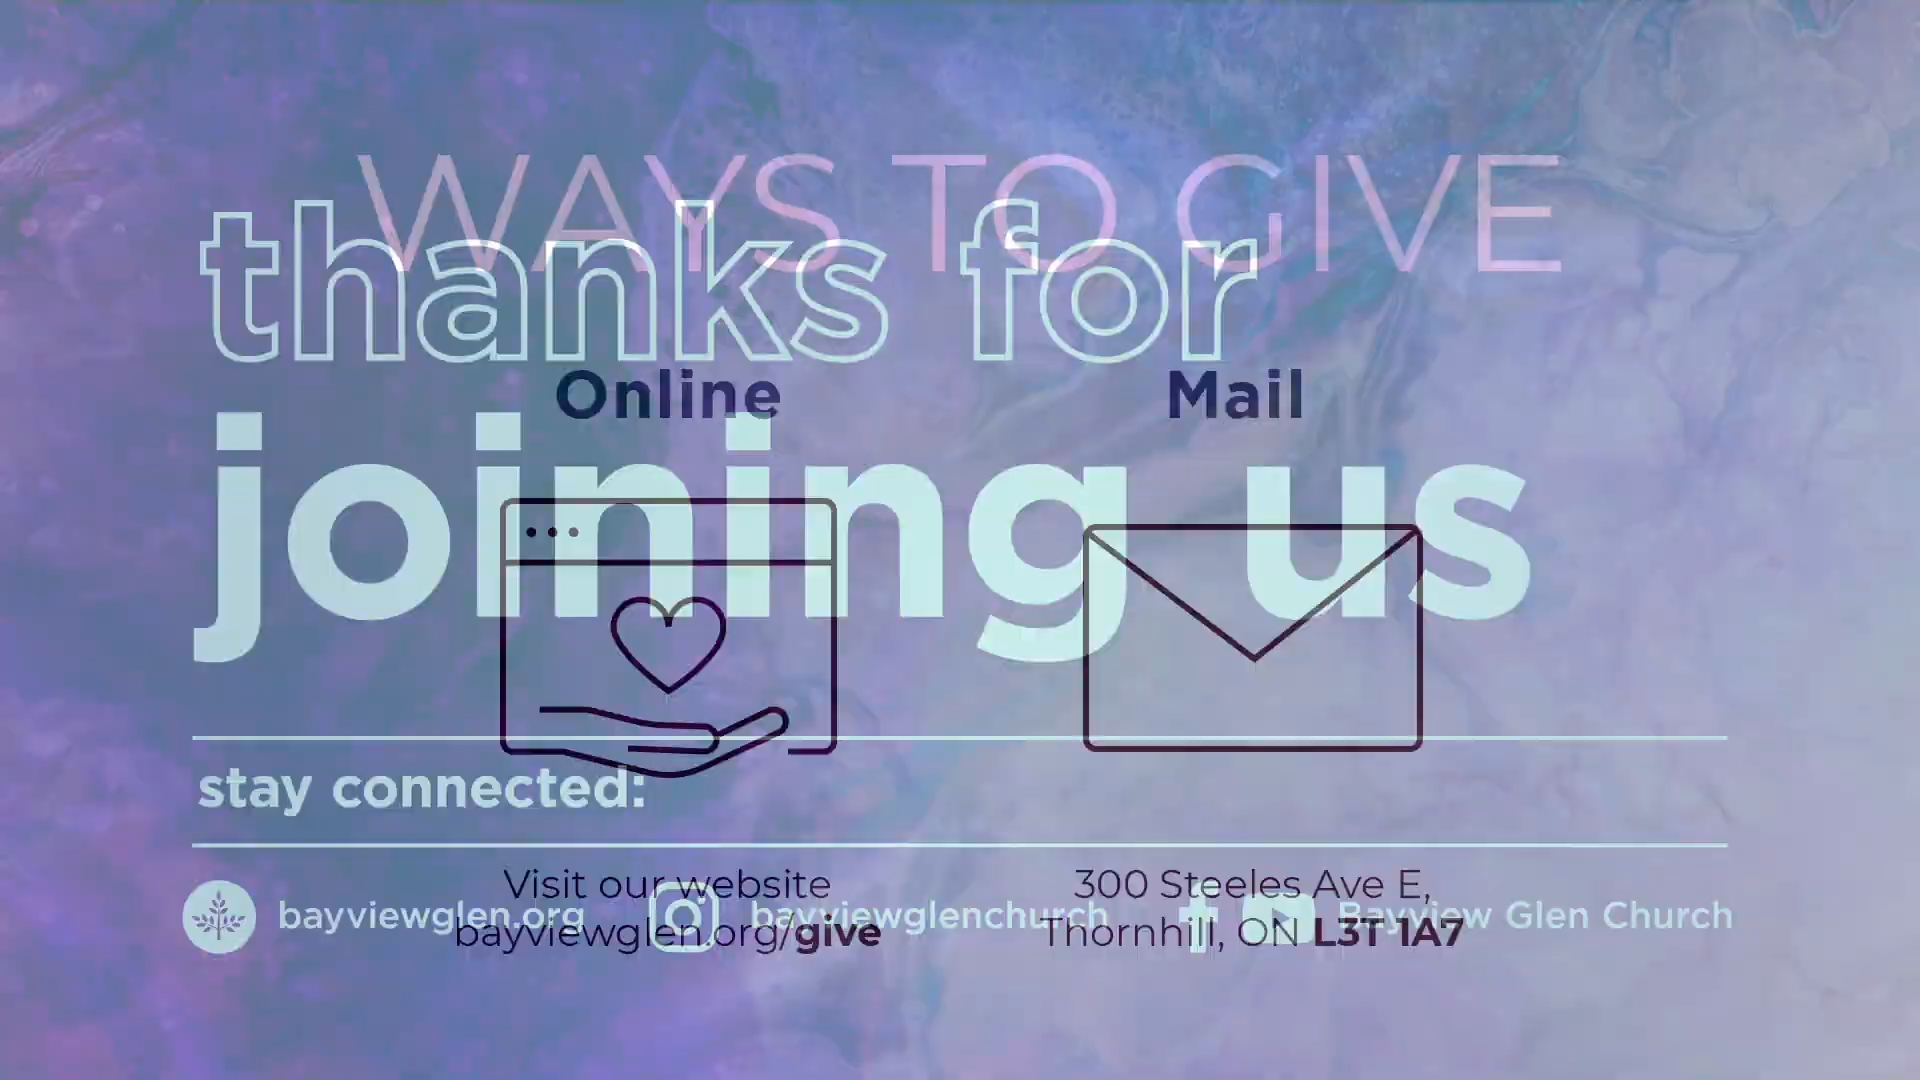 WAYS TO GIVE
thanks for
Online
Mail
joining us
stay connected:
Visit our website
bayviewglen.org/give
300 Steeles Ave E,
Thornhill, ON L3T 1A7
bayviewglen.org
bayviewglenchurch
Bayview Glen Church